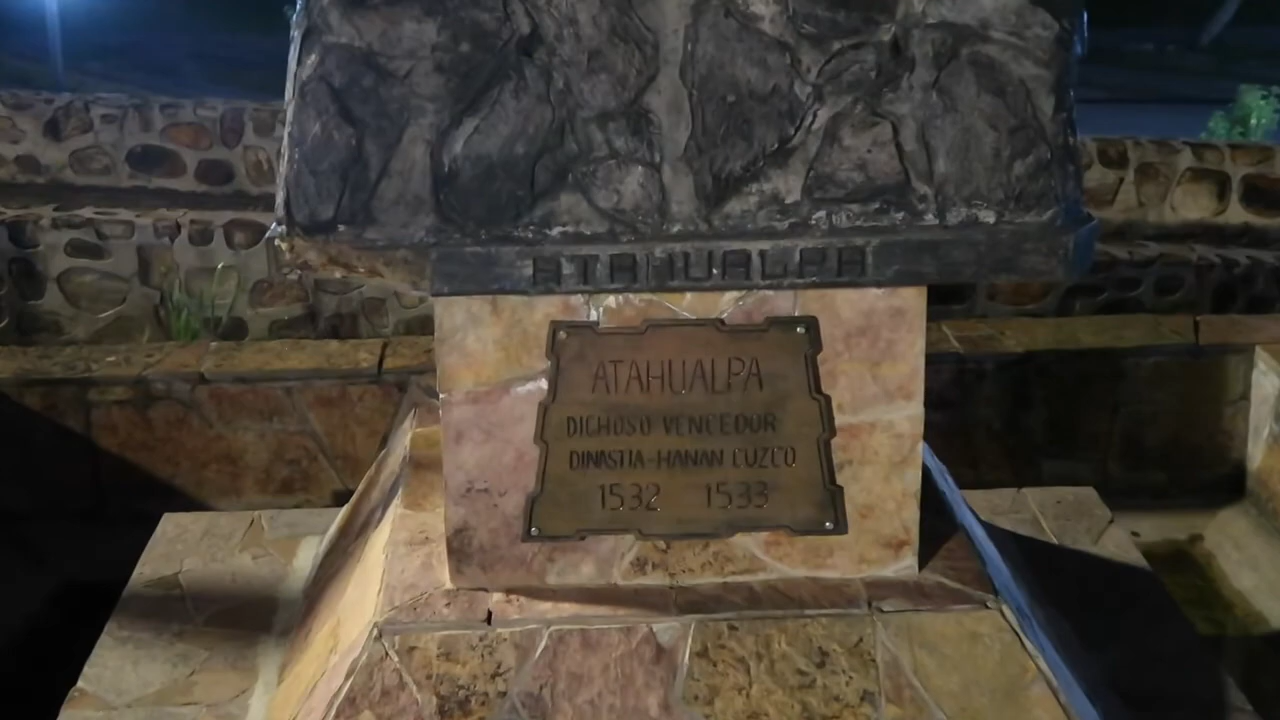 ATAHUALPA
ATAHUALPA
DICHOSO VENCEDOR
DINASTIA-HANAN CUZCO
1532 1533